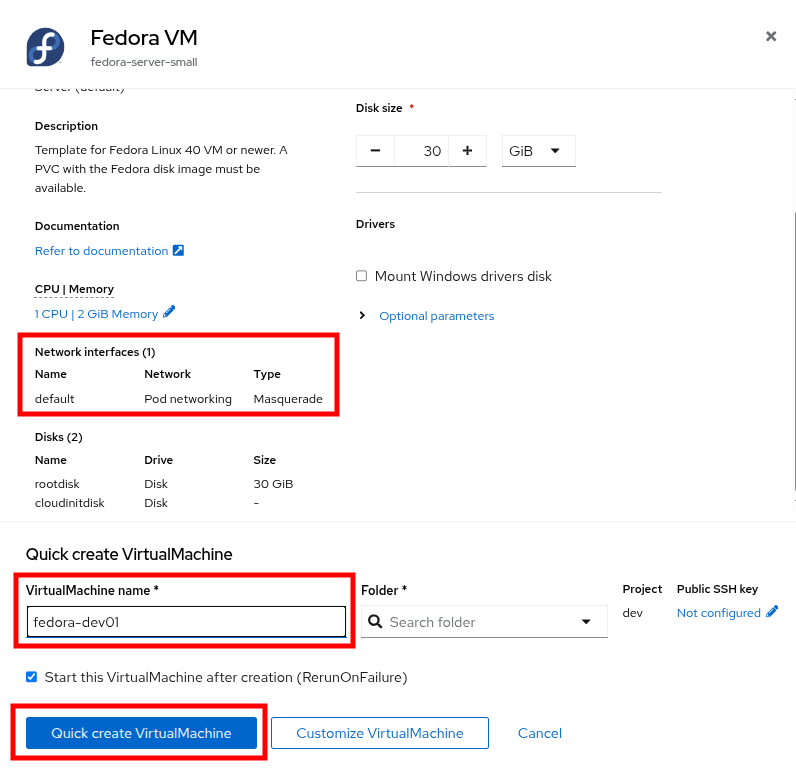 Fedora VM
fedora-server-small
Server (default)
Description
Template for Fedora Linux 40 VM or newer. A
PVC with the Fedora disk image must be
available.
Documentation
Refer to documentation
CPU | Memory
1 CPU | 2 GiB Memory
Network interfaces (1)
Name Network Type
default Pod networking Masquerade
Disks (2)
Name Drive Size
rootdisk Disk 30 GiB
cloudinitdisk Disk -
Disk size *
30 GiB
Drivers
Mount Windows drivers disk
Optional parameters
Quick create VirtualMachine
VirtualMachine name * Folder * Project Public SSH key
fedora-dev01 Search folder dev Not configured
Start this VirtualMachine after creation (RerunOnFailure)
Quick create VirtualMachine Customize VirtualMachine Cancel